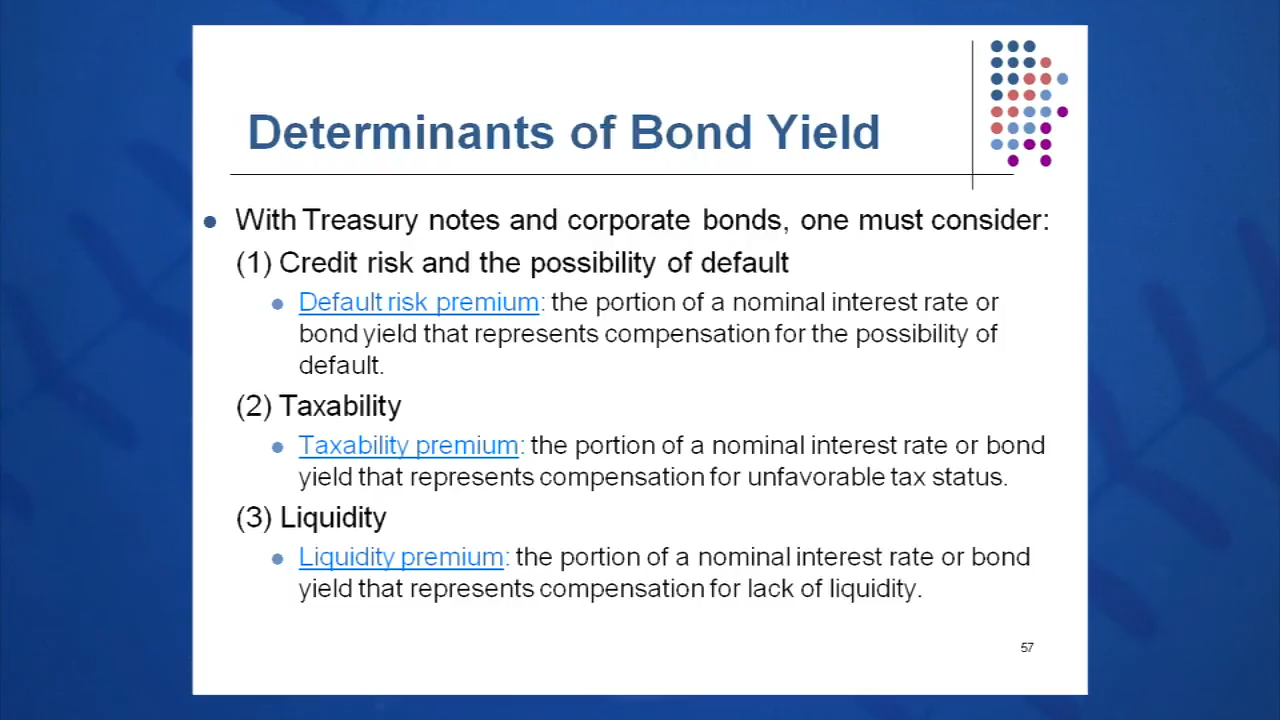 Determinants of Bond Yield
With Treasury notes and corporate bonds, one must consider:
(1) Credit risk and the possibility of default
Default risk premium: the portion of a nominal interest rate or
bond yield that represents compensation for the possibility of
default.
(2) Taxability
Taxability premium: the portion of a nominal interest rate or bond
yield that represents compensation for unfavorable tax status.
(3) Liquidity
Liquidity premium: the portion of a nominal interest rate or bond
yield that represents compensation for lack of liquidity.
57